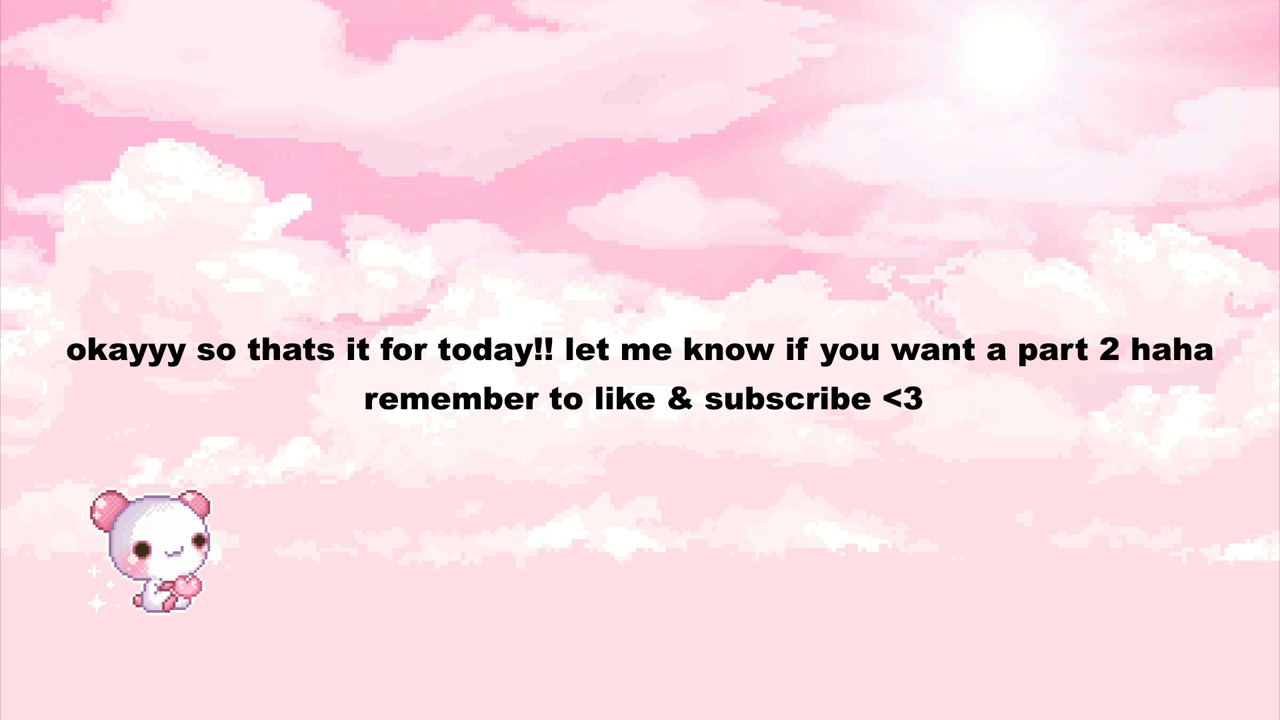 okayyy so thats it for today!! let me know if you want a part 2 haha
remember to like & subscribe <3